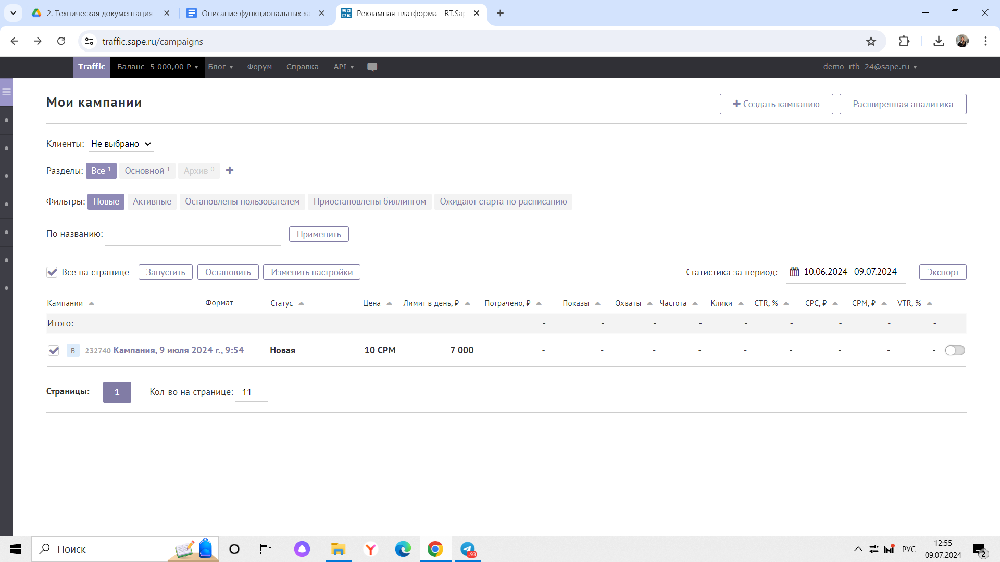 2. Техническая документация
Описание функциональных ха
Рекламная платформа - RT.Sap
traffic.sape.ru/campaigns
Traffic
Баланс 5 000,00 ₽
Блог
Форум
Справка
API
demo_rtb_24@sape.ru
Мои кампании
Создать кампанию
Расширенная аналитика
Клиенты: Не выбрано
Разделы: Все 1 Основной 1 Архив 0
Фильтры: Новые Активные Остановлены пользователем Приостановлены биллингом Ожидают старта по расписанию
По названию: Применить
Все на странице Запустить Остановить Изменить настройки Статистика за период: 10.06.2024 - 09.07.2024 Экспорт
Кампании Формат Статус Цена Лимит в день, ₽ Потрачено, ₽ Показы Охваты Частота Клики CTR, % CPC, ₽ CPM, ₽ VTR, %
Итого: - - - - - - - - -
B 232740 Кампания, 9 июля 2024 г., 9:54 Новая 10 CPM 7 000 - - - - - - - - -
Страницы: 1 Кол-во на странице: 11
Поиск
..93
РУС
12:55
09.07.2024
2